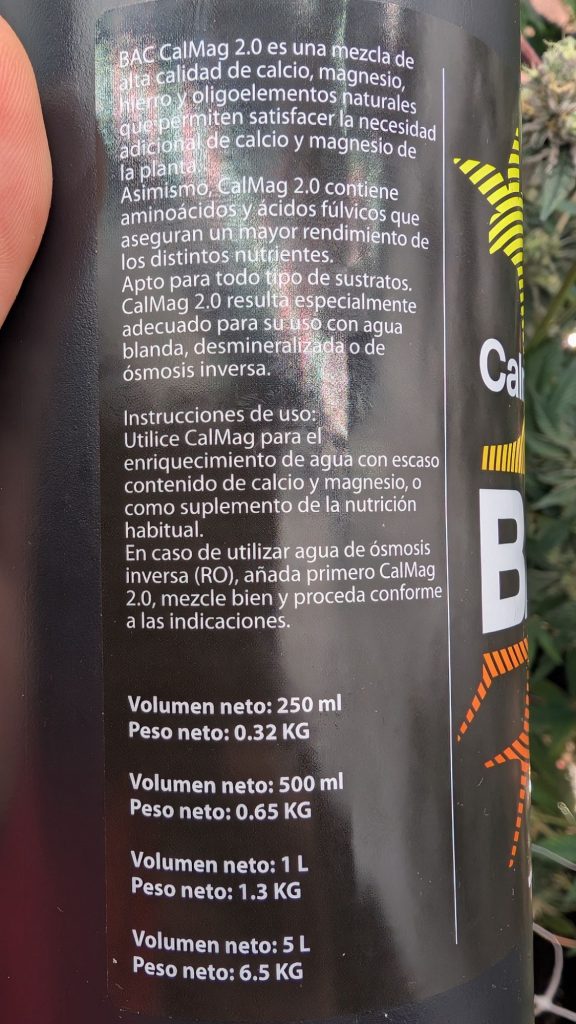 BAC CalMag 2.0 es una mezcla de
alta calidad de calcio, magnesio,
hierro y oligoelementos naturales
que permiten satisfacer la necesidad
adicional de calcio y magnesio de
la planta.
Asimismo, CalMag 2.0 contiene
aminoácidos y ácidos fúlvicos que
aseguran un mayor rendimiento de
los distintos nutrientes.
Apto para todo tipo de sustratos.
CalMag 2.0 resulta especialmente
adecuado para su uso con agua
blanda, desmineralizada o de
ósmosis inversa.
Instrucciones de uso:
Utilice CalMag para el
enriquecimiento de agua con escaso
contenido de calcio y magnesio, o
como suplemento de la nutrición
habitual.
En caso de utilizar agua de ósmosis
inversa (RO), añada primero CalMag
2.0, mezcle bien y proceda conforme
a las indicaciones.
Volumen neto: 250 ml
Peso neto: 0.32 KG
Volumen neto: 500 ml
Peso neto: 0.65 KG
Volumen neto: 1 L
Peso neto: 1.3 KG
Volumen neto: 5 L
Peso neto: 6.5 KG
Cal
B